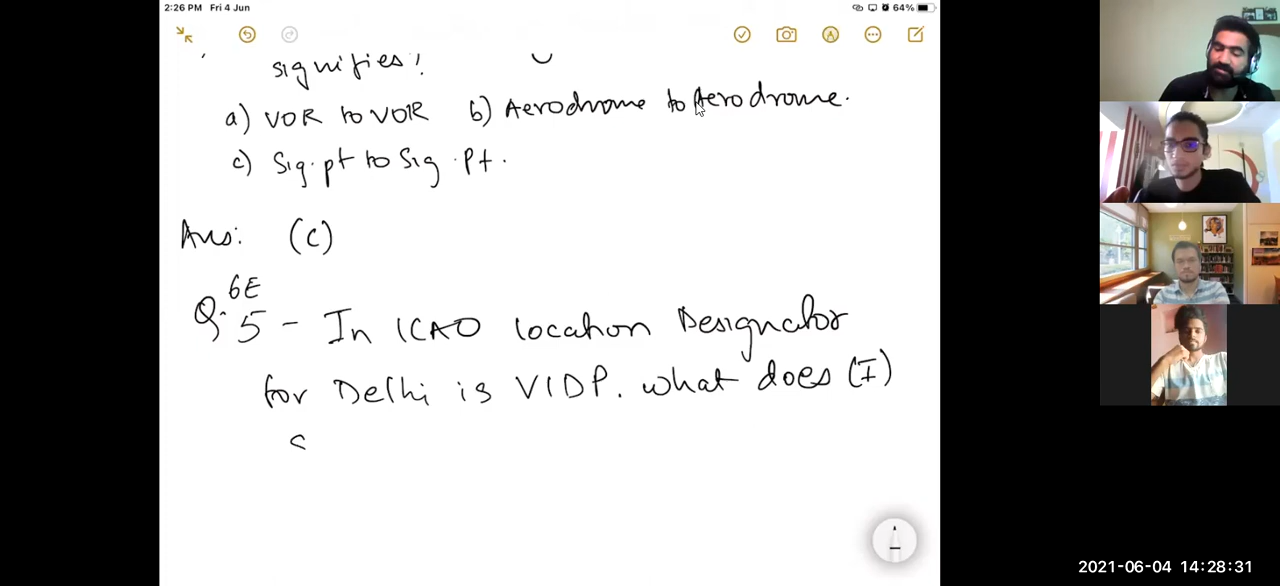 2:26 PM Fri 4 Jun
64%
signifies?
a) VOR to VOR b) Aerodrome to Aerodrome.
c) Sig. pt to Sig. Pt.
Ans: (c)
6E
Q.5 - In ICAO location Designator
for Delhi is VIDP. what does (I)
S
2021-06-04 14:28:31